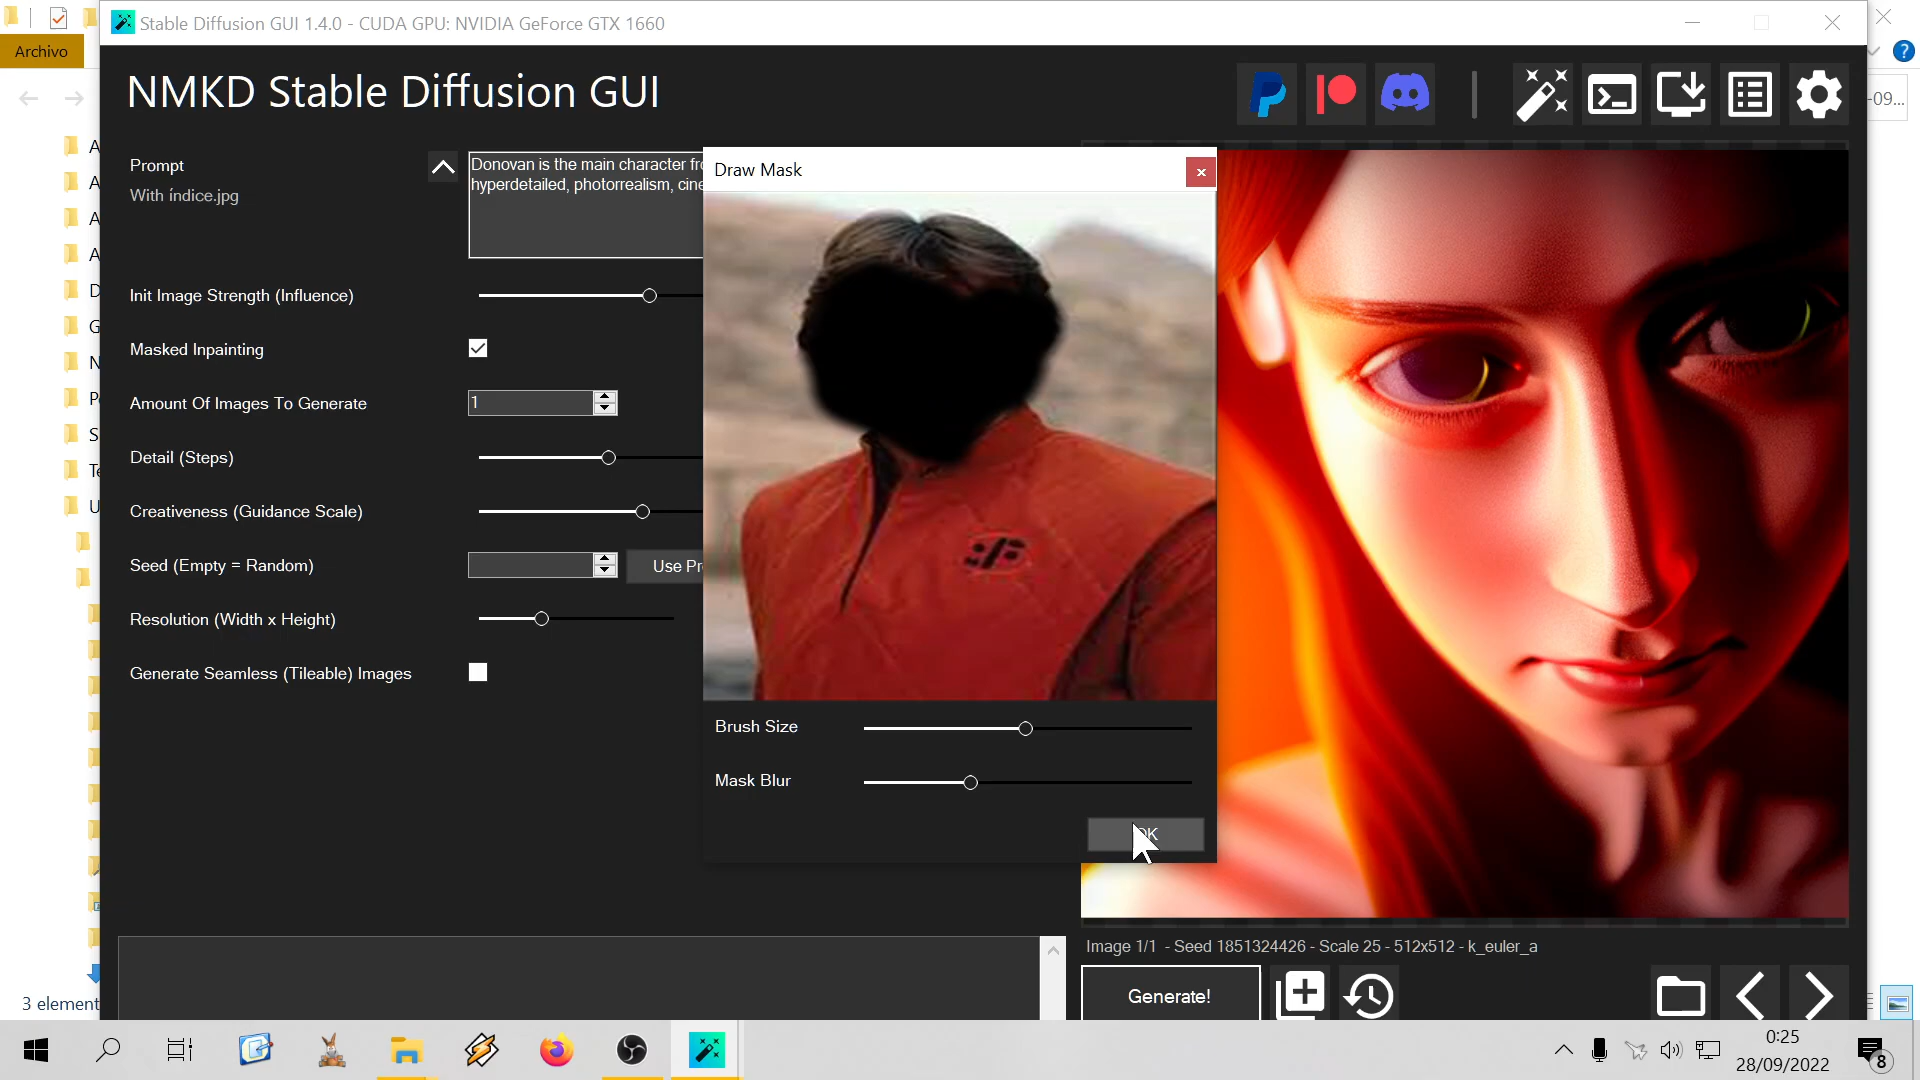 Stable Diffusion GUI 1.4.0 - CUDA GPU: NVIDIA GeForce GTX 1660
Archivo
NMKD Stable Diffusion GUI
-09...
Prompt
With índice.jpg
Donovan is the main character
hyperdetailed, photorealism,
Draw Mask
Init Image Strength (Influence)
Masked Inpainting
Amount Of Images To Generate
1
Detail (Steps)
Creativeness (Guidance Scale)
Seed (Empty = Random)
Use
Resolution (Width x Height)
Generate Seamless (Tileable) Images
Brush Size
Mask Blur
OK
Image 1/1 - Seed 1851324426 - Scale 25 - 512x512 - k_euler_a
Generate!
3 element
0:25
28/09/2022
8